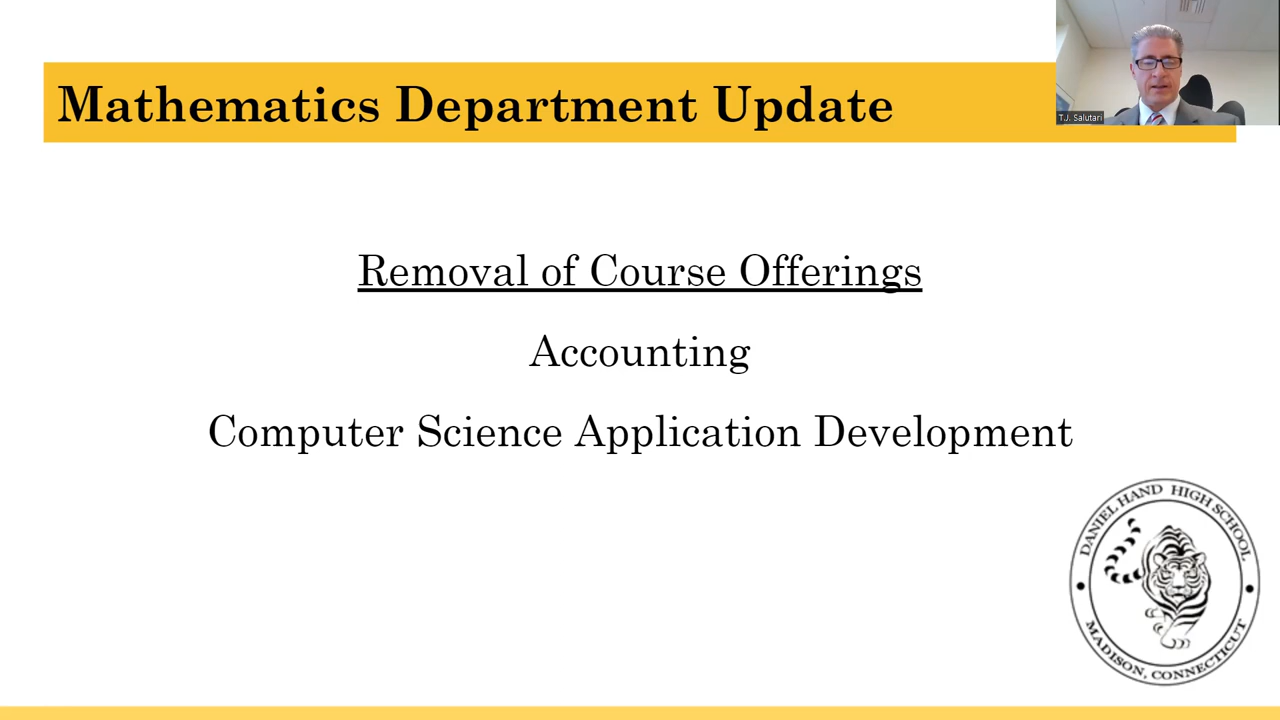 Mathematics Department Update
T.J. Salutari
Removal of Course Offerings
Accounting
Computer Science Application Development
DANIEL HAND HIGH SCHOOL
MADISON, CONNECTICUT